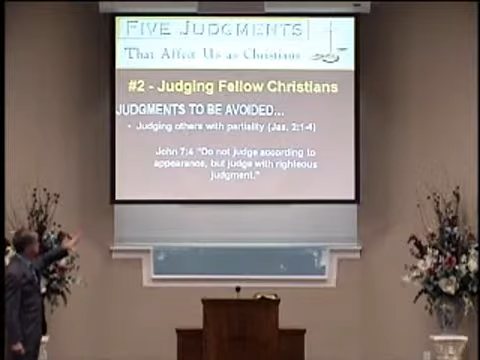 FIVE JUDGMENTS
That Affect Us as Christians
#2 - Judging Fellow Christians
JUDGMENTS TO BE AVOIDED...
• Judging others with partiality (Jas. 2:1-4)
John 7:4 "Do not judge according to
appearance, but judge with righteous
judgment."